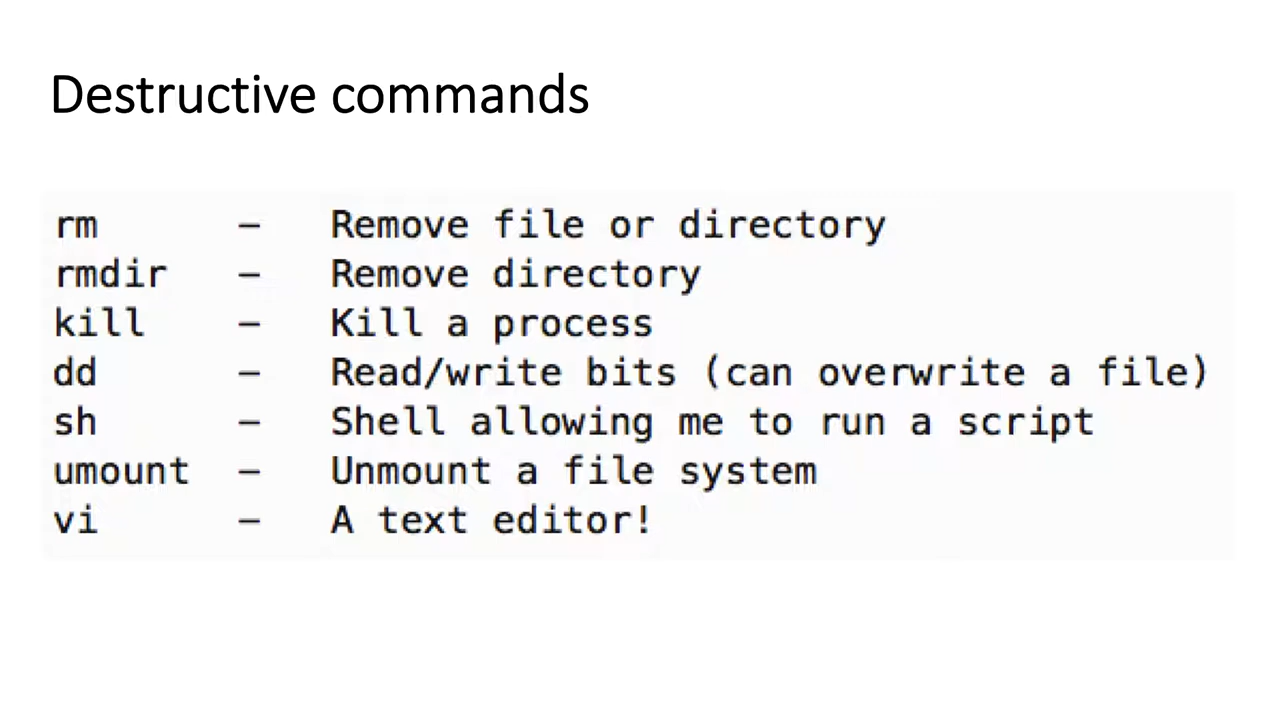 Destructive commands
rm – Remove file or directory
rmdir – Remove directory
kill – Kill a process
dd – Read/write bits (can overwrite a file)
sh – Shell allowing me to run a script
umount – Unmount a file system
vi – A text editor!